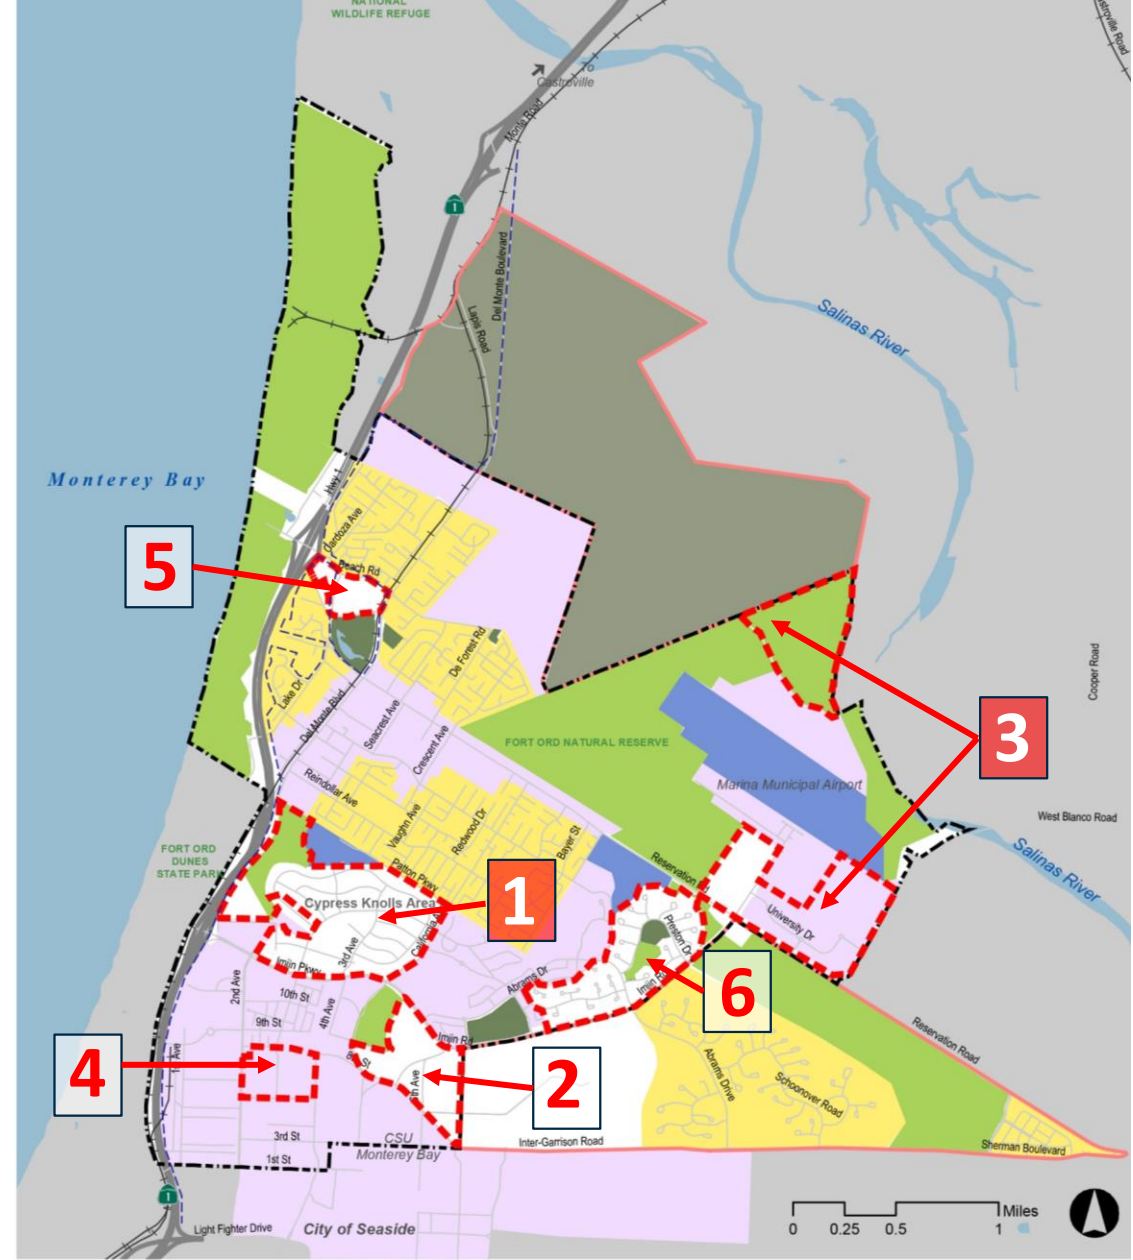 NATIONAL
WILDLIFE REFUGE
To
Castroville
Castroville Road
Monte Road
1
Del Monte Boulevard
Lapis Road
Salinas River
Monterey Bay
Hwy 1
Cardoza Ave
5
Beach Rd
De Forest Rd
Cooper Road
Lake Dr
Del Monte Blvd
Seacrest Ave
Crescent Ave
FORT ORD NATURAL RESERVE
3
Marina Municipal Airport
Reindollar Ave
Vaughn Ave
Redwood Dr
Bayer St
West Blanco Road
Salinas River
FORT ORD
DUNES
STATE PARK
Patton Pkwy
Reservation
1
Cypress Knolls Area
California
University Dr
Preston Dr
3rd Ave
Imjin Pkwy
2nd Ave
10th St
Abrams Dr
Imjin Rd
6
4th Ave
9th St
Imjin Rd
Reservation Road
4
1st Ave
8th St
2
Abrams Drive
Schoonover Road
3rd St
CSU
Monterey Bay
Inter-Garrison Road
Sherman Boulevard
1st St
1
Light Fighter Drive
City of Seaside
Miles
0 0.25 0.5 1